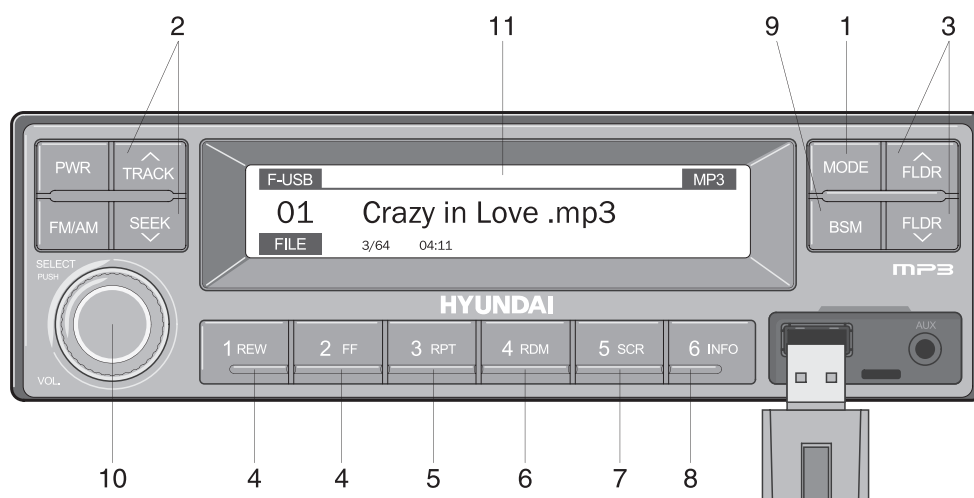 2 11 9 1 3
PWR TRACK F-USB MP3 MODE FLDR
01 Crazy in Love .mp3
FM/AM SEEK FILE 3/64 04:11 BSM FLDR
SELECT
PUSH
MP3
HYUNDAI
AUX
1 REW 2 FF 3 RPT 4 RDM 5 SCR 6 INFO
VOL.
10 4 4 5 6 7 8